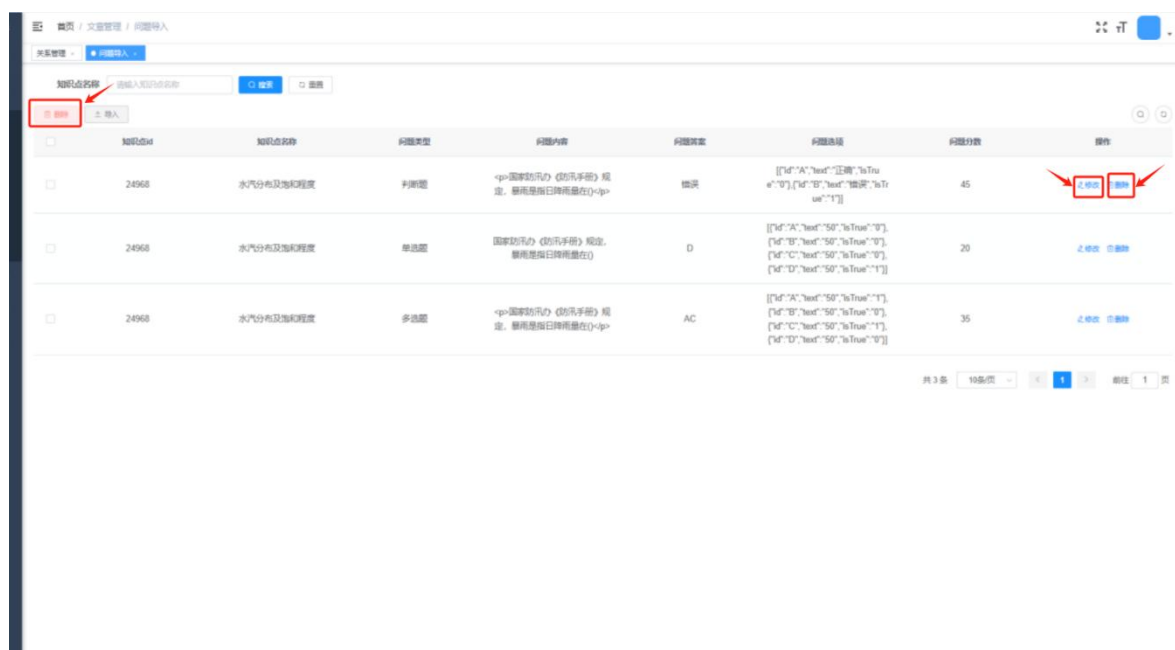 首页 / 文章管理 / 问题导入
关系管理 ×
问题导入 ×
知识点名称 请输入知识点名称 搜索 重置
删除 导入
知识点id 知识点名称 问题类型 问题内容 问题答案 问题选项 问题分数 操作
24968 水汽分布及饱和程度 判断题 <p>国家防汛办《防汛手册》规 错误 [{"id":"A","text":"正确","isTru 45 修改 删除
定，暴雨是指日降雨量在()</p> e":"0"},{"id":"B","text":"错误","isTr
ue":"1"}]
24968 水汽分布及饱和程度 单选题 国家防汛办《防汛手册》规定， D [{"id":"A","text":"50","isTrue":"0"}, 20 修改 删除
暴雨是指日降雨量在() {"id":"B","text":"50","isTrue":"0"},
{"id":"C","text":"50","isTrue":"0"},
{"id":"D","text":"50","isTrue":"1"}]
24968 水汽分布及饱和程度 多选题 <p>国家防汛办《防汛手册》规 AC [{"id":"A","text":"50","isTrue":"1"}, 35 修改 删除
定，暴雨是指日降雨量在()</p> {"id":"B","text":"50","isTrue":"0"},
{"id":"C","text":"50","isTrue":"1"},
{"id":"D","text":"50","isTrue":"0"}]
共 3 条 10条/页 < 1 > 前往 1 页